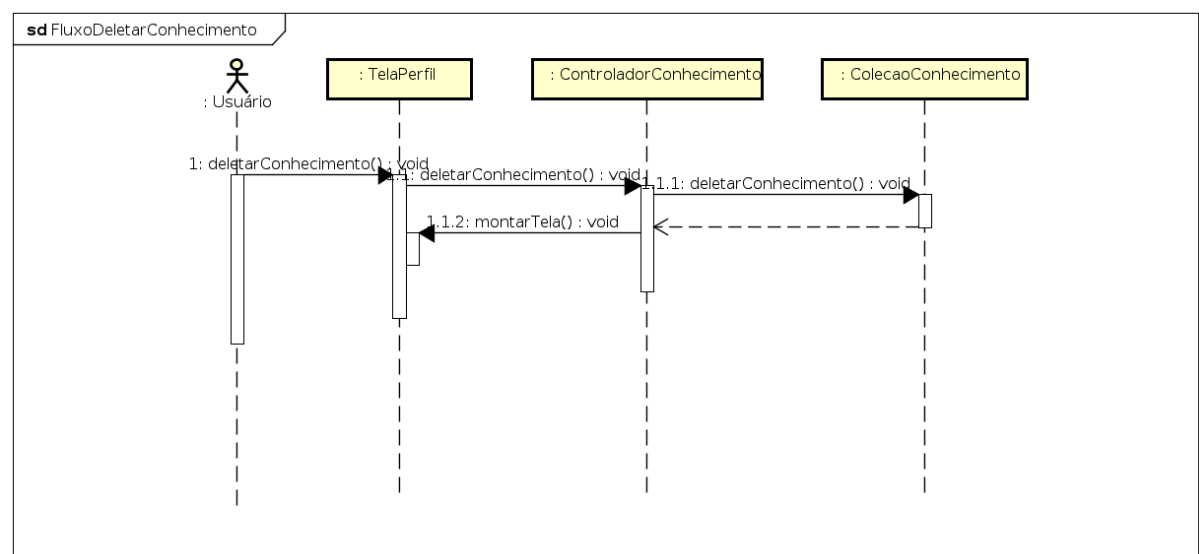 sd FluxoDeletarConhecimento
: Usuário
: TelaPerfil
: ControladorConhecimento
: ColecaoConhecimento
1: deletarConhecimento() : void
1.1: deletarConhecimento() : void
1.1.1: deletarConhecimento() : void
1.1.2: montarTela() : void